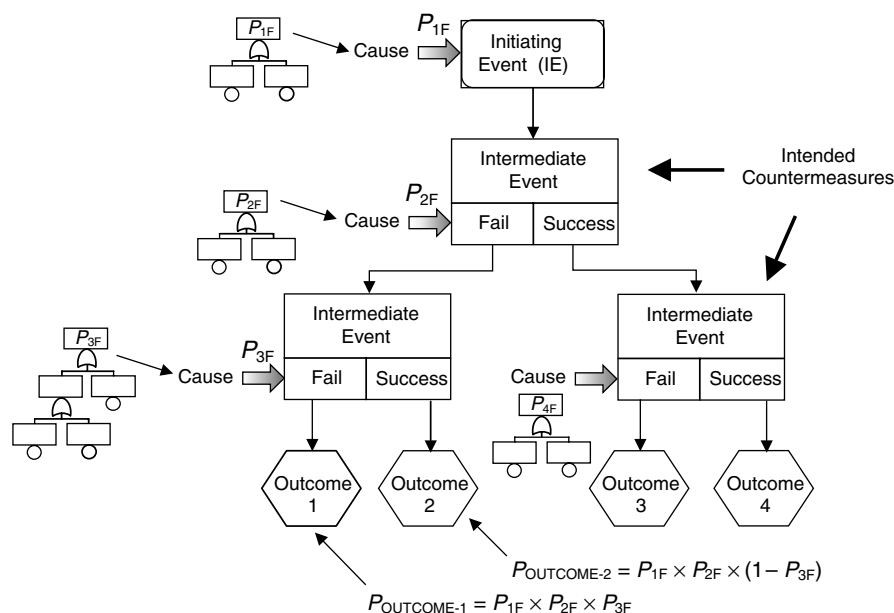 P1F
Cause
P1F
Initiating
Event (IE)
Intermediate
Event
Intended
Countermeasures
P2F
Cause
P2F
Fail
Success
Intermediate
Event
Intermediate
Event
P3F
Cause
P3F
Fail
Success
Cause
Fail
Success
P4F
Outcome
1
Outcome
2
Outcome
3
Outcome
4
POUTCOME-2 = P1F × P2F × (1– P3F)
POUTCOME-1 = P1F × P2F × P3F